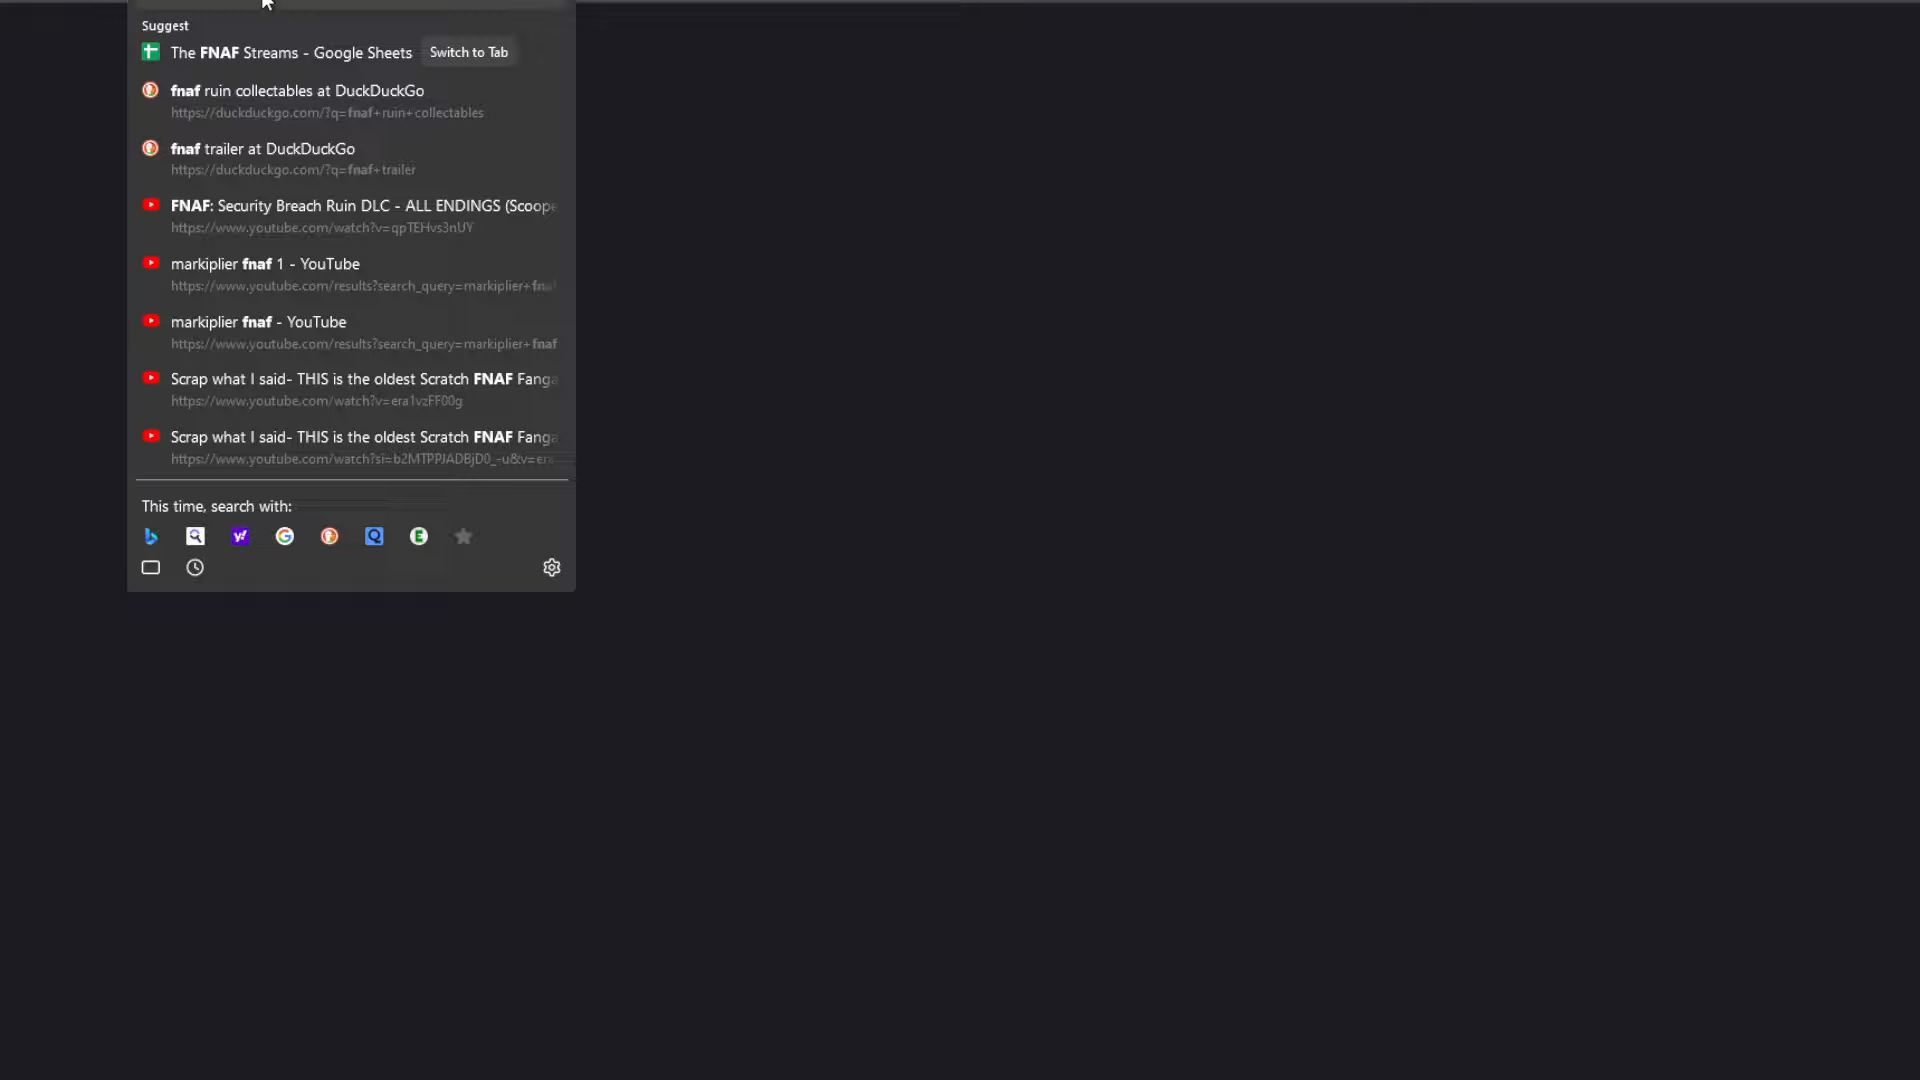 Suggest
The FNAF Streams - Google Sheets Switch to Tab
fnaf ruin collectables at DuckDuckGo
https://duckduckgo.com/?q=fnaf+ruin+collectables
fnaf trailer at DuckDuckGo
https://duckduckgo.com/?q=fnaf+trailer
FNAF: Security Breach Ruin DLC - ALL ENDINGS (Scoope
https://www.youtube.com/watch?v=qpTEHvs3nUY
markiplier fnaf 1 - YouTube
https://www.youtube.com/results?search_query=markiplier+fnaf
markiplier fnaf - YouTube
https://www.youtube.com/results?search_query=markiplier+fnaf
Scrap what I said- THIS is the oldest Scratch FNAF Fanga
https://www.youtube.com/watch?v=era1vzFF00g
Scrap what I said- THIS is the oldest Scratch FNAF Fanga
https://www.youtube.com/watch?si=b2MTPPJADBjD0_-u&v=era
This time, search with: